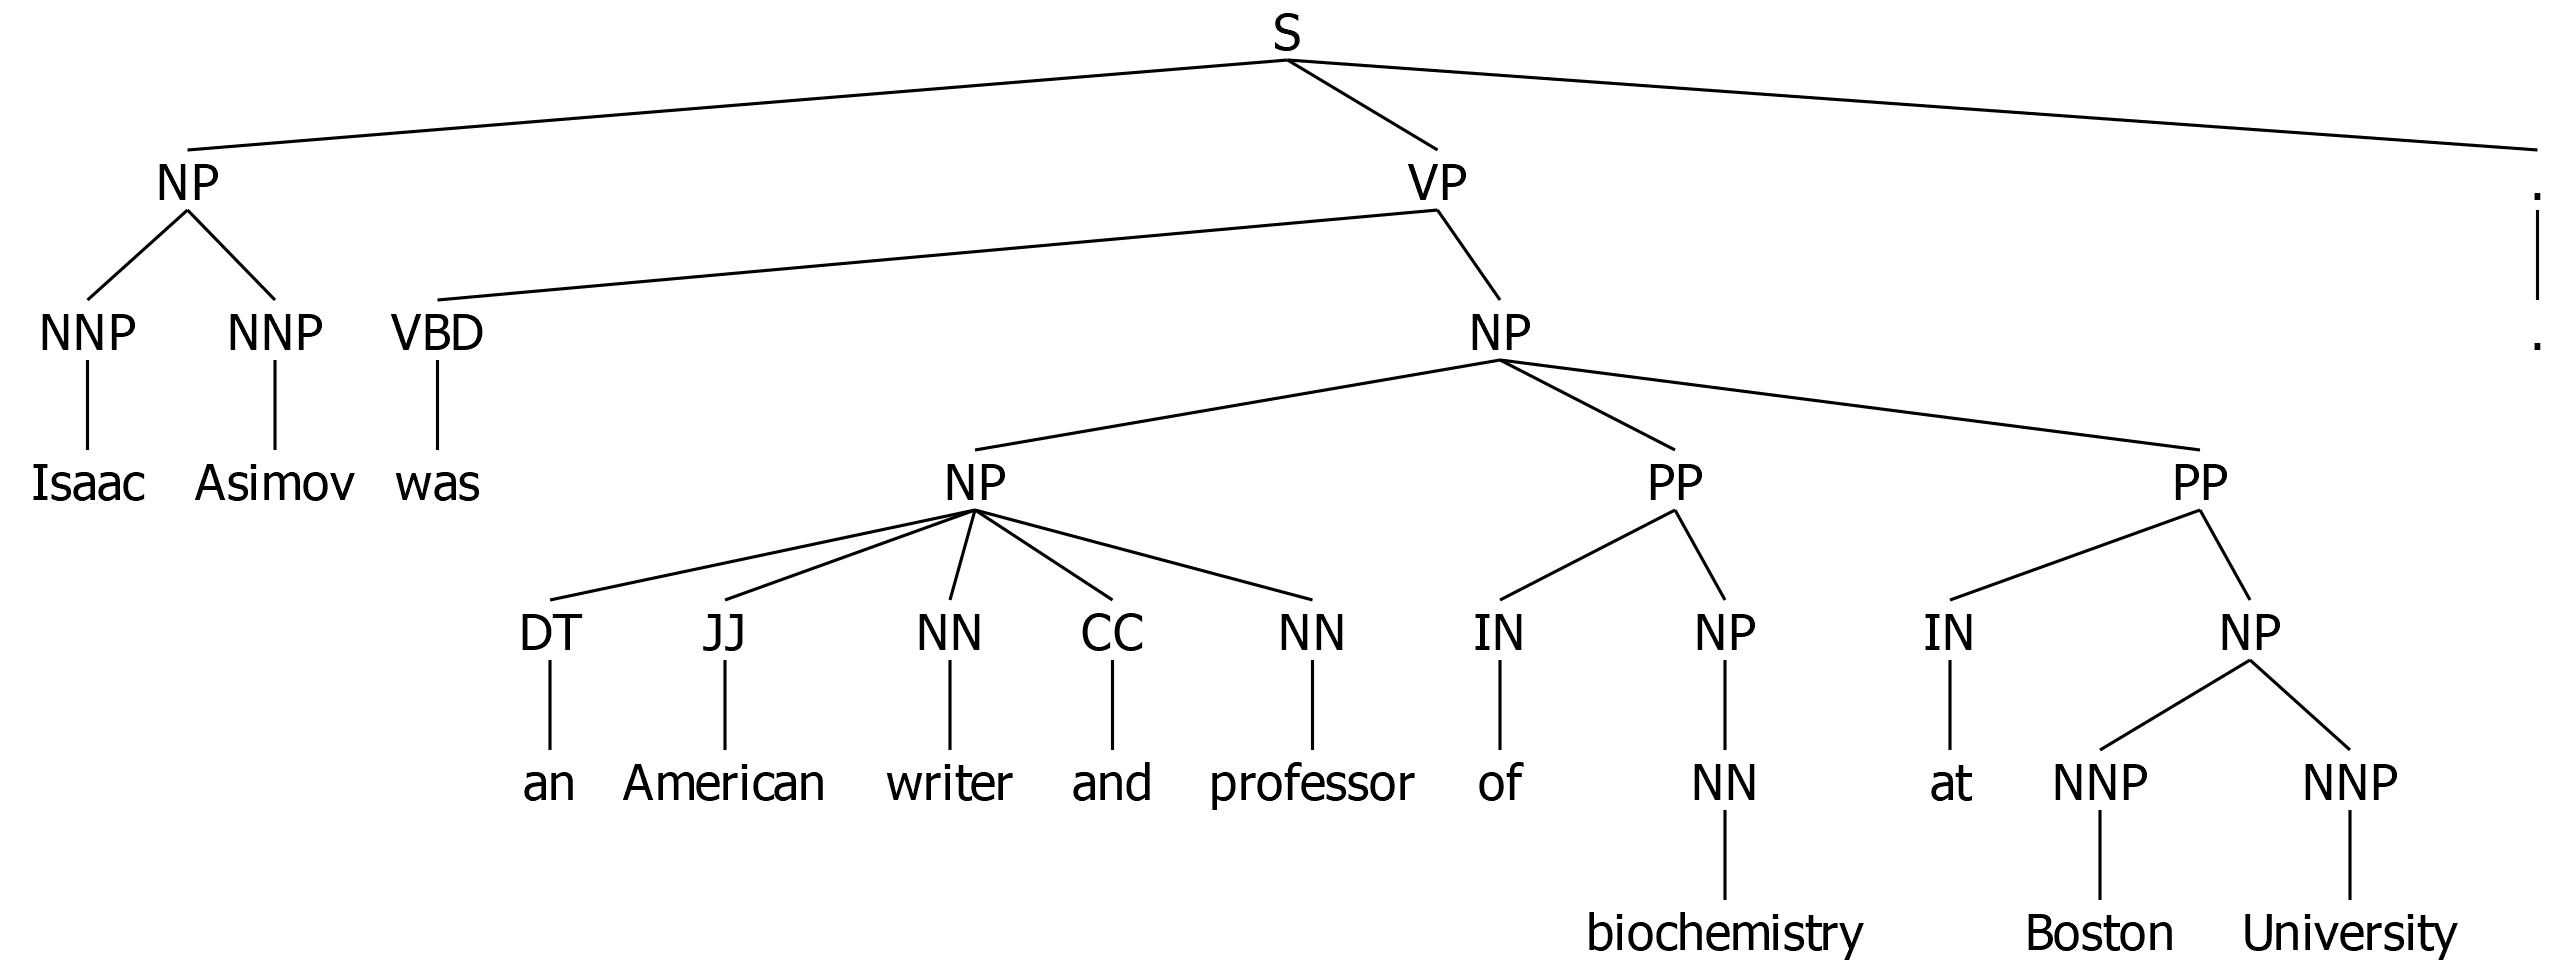 S
NP VP .
NNP NNP VBD NP .
Isaac Asimov was NP PP PP
DT JJ NN CC NN IN NP IN NP
an American writer and professor of NN at NNP NNP
biochemistry Boston University